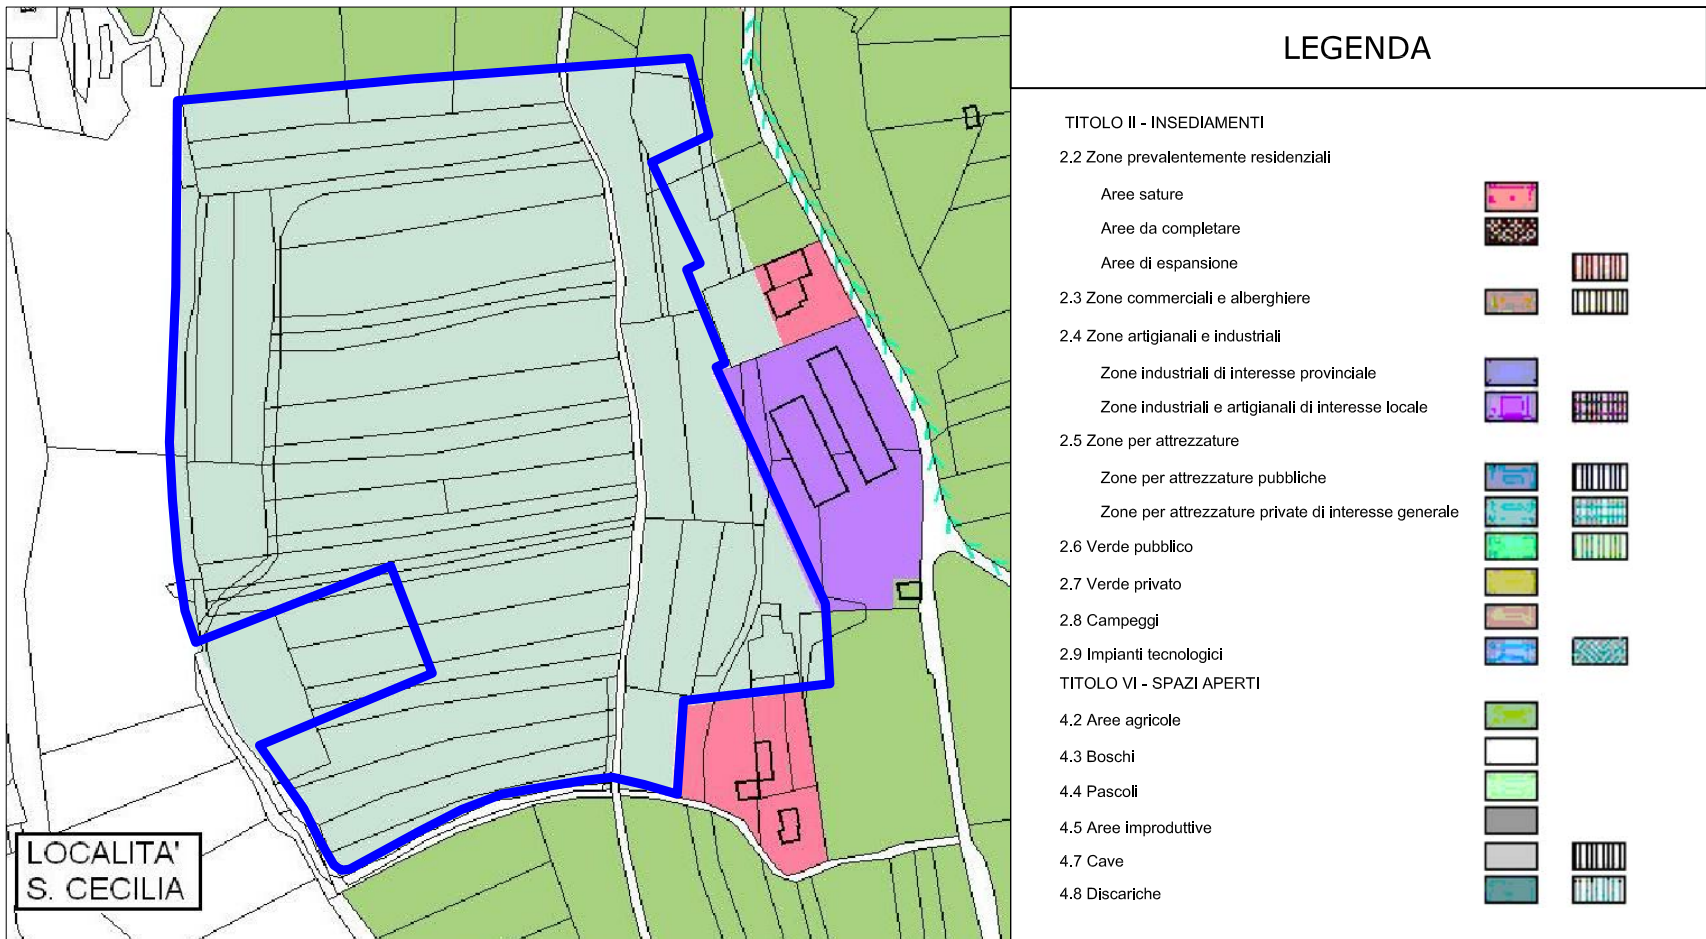 LEGENDA
TITOLO II - INSEDIAMENTI
2.2 Zone prevalentemente residenziali
Aree sature
Aree da completare
Aree di espansione
2.3 Zone commerciali e alberghiere
2.4 Zone artigianali e industriali
Zone industriali di interesse provinciale
Zone industriali e artigianali di interesse locale
2.5 Zone per attrezzature
Zone per attrezzature pubbliche
Zone per attrezzature private di interesse generale
2.6 Verde pubblico
2.7 Verde privato
2.8 Campeggi
2.9 Impianti tecnologici
TITOLO VI - SPAZI APERTI
4.2 Aree agricole
4.3 Boschi
4.4 Pascoli
4.5 Aree improduttive
4.7 Cave
4.8 Discariche
LOCALITA'
S. CECILIA